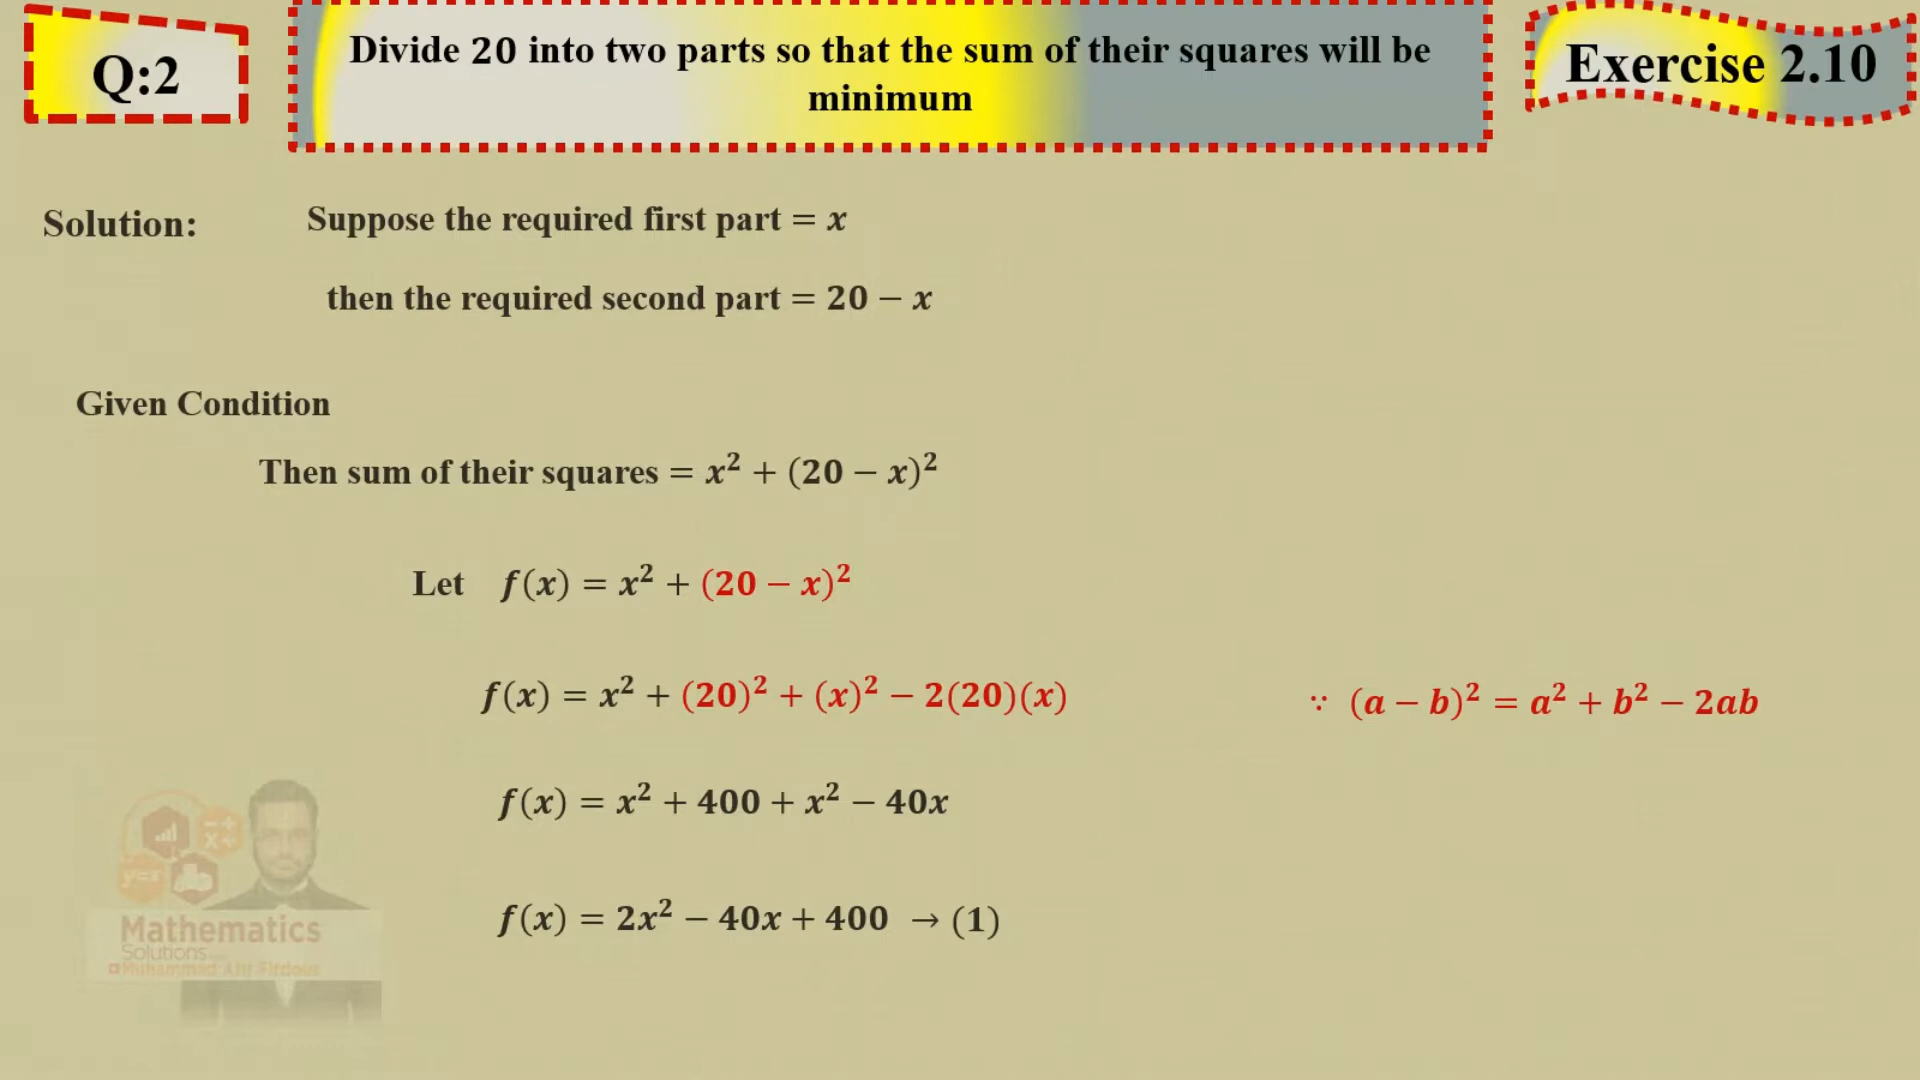 Q:2
Divide 20 into two parts so that the sum of their squares will be
minimum
Exercise 2.10
Solution:
Suppose the required first part = x
then the required second part = 20 − x
Given Condition
Then sum of their squares = x² + (20 − x)²
Let f(x) = x² + (20 − x)²
f(x) = x² + (20)² + (x)² − 2(20)(x)
∵ (a − b)² = a² + b² − 2ab
f(x) = x² + 400 + x² − 40x
f(x) = 2x² − 40x + 400 → (1)
Mathematics
Solutions